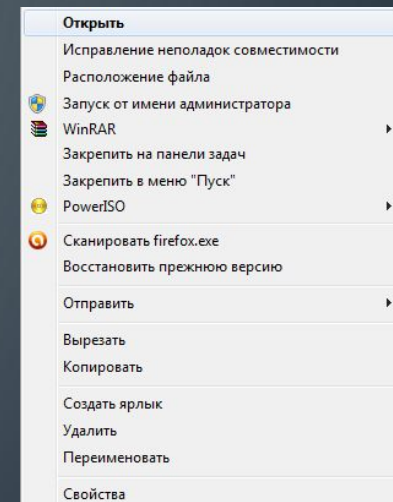 Открыть
Исправление неполадок совместимости
Расположение файла
Запуск от имени администратора
WinRAR
Закрепить на панели задач
Закрепить в меню "Пуск"
PowerISO
Сканировать firefox.exe
Восстановить прежнюю версию
Отправить
Вырезать
Копировать
Создать ярлык
Удалить
Переименовать
Свойства